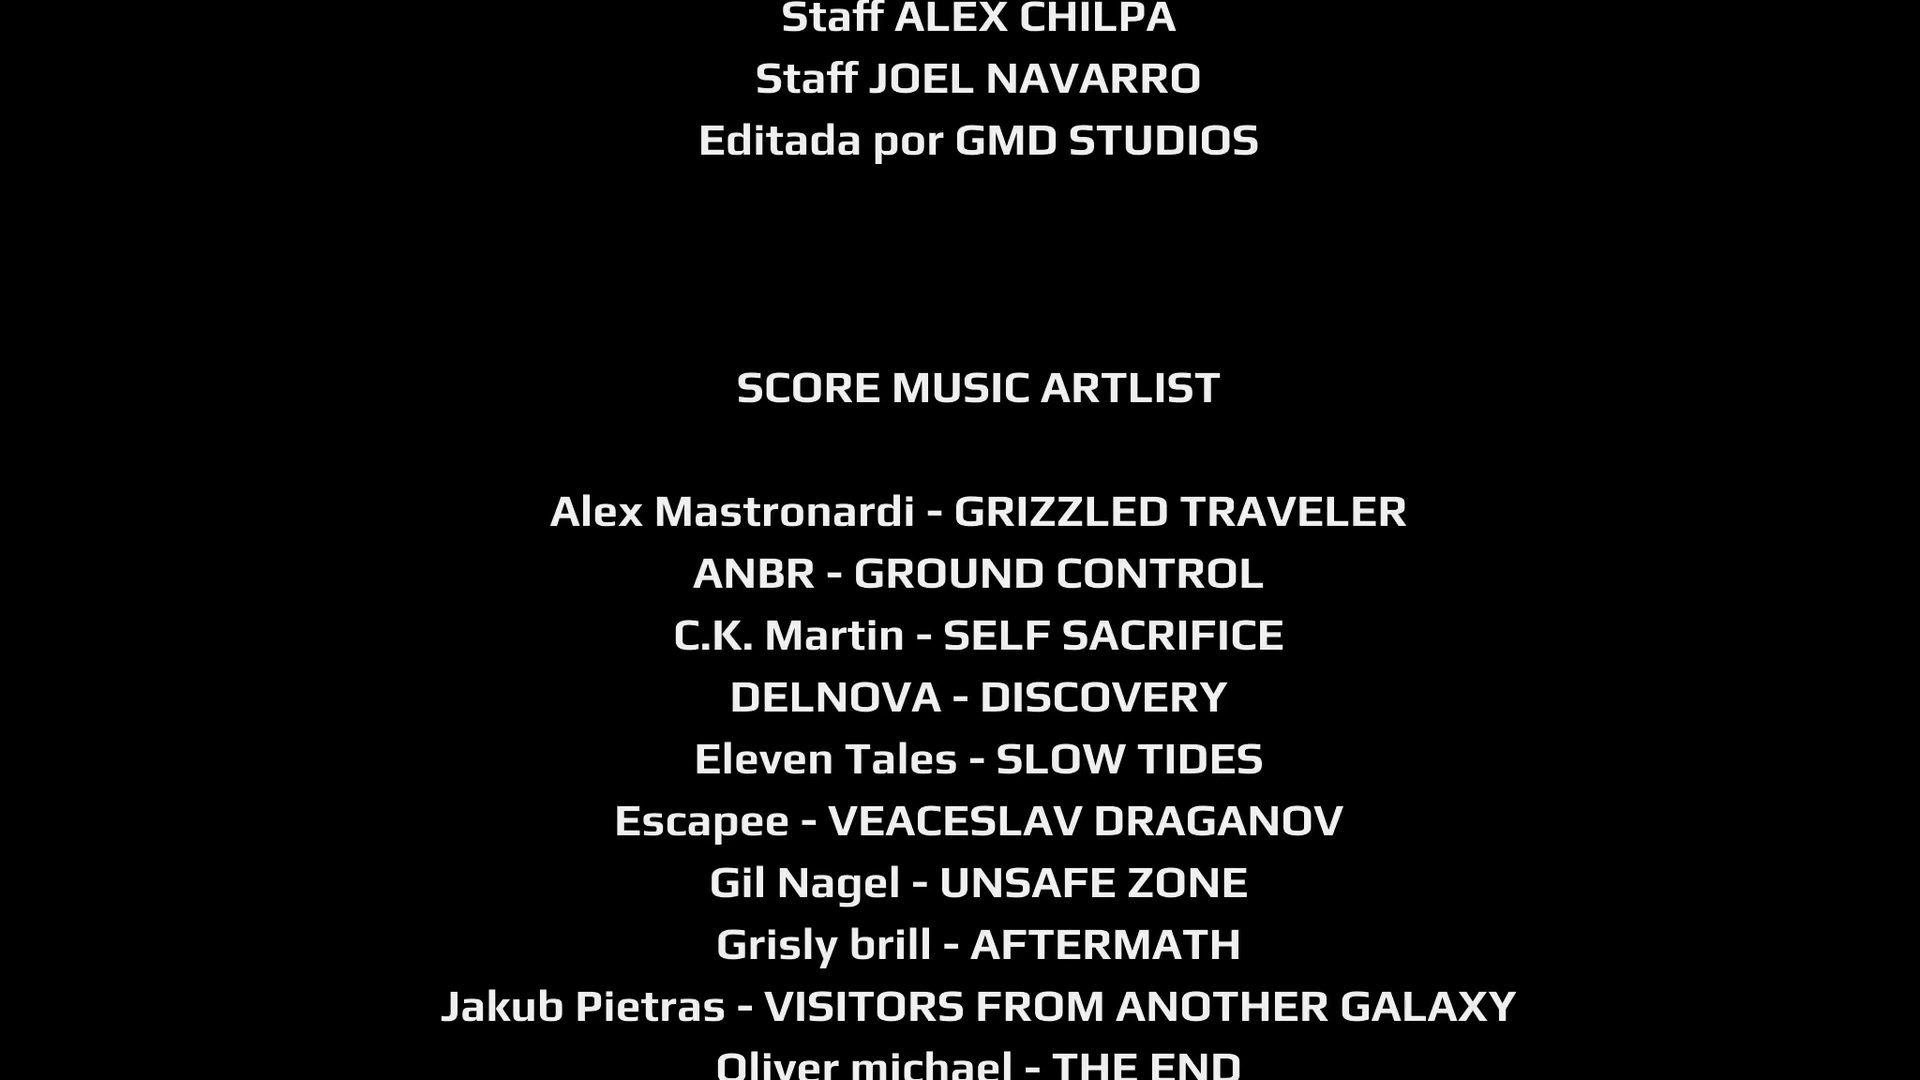 Staff ALEX CHILPA
Staff JOEL NAVARRO
Editada por GMD STUDIOS
SCORE MUSIC ARTLIST
Alex Mastronardi - GRIZZLED TRAVELER
ANBR - GROUND CONTROL
C.K. Martin - SELF SACRIFICE
DELNOVA - DISCOVERY
Eleven Tales - SLOW TIDES
Escapee - VEACESLAV DRAGANOV
Gil Nagel - UNSAFE ZONE
Grisly brill - AFTERMATH
Jakub Pietras - VISITORS FROM ANOTHER GALAXY
Oliver michael - THE END